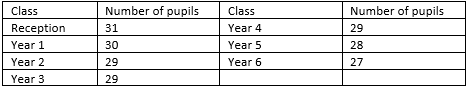 Class Number of pupils Class Number of pupils
Reception 31 Year 4 29
Year 1 30 Year 5 28
Year 2 29 Year 6 27
Year 3 29